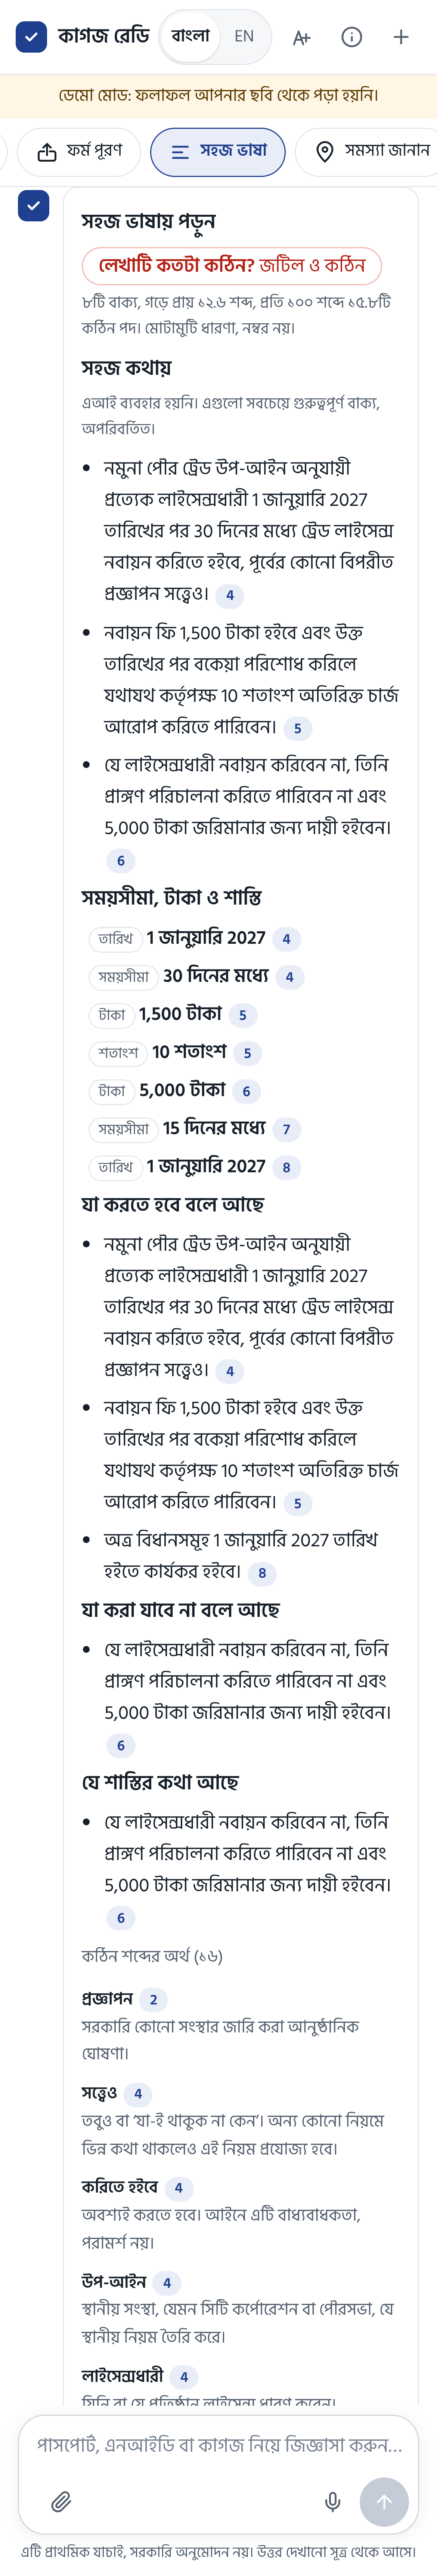 কাগজ রেডি বাংলা EN
ডেমো মোড: ফলাফল আপনার ছবি থেকে পড়া হয়নি।
ফর্ম পূরণ সহজ ভাষা সমস্যা জানান
সহজ ভাষায় পড়ুন
লেখাটি কতটা কঠিন? জটিল ও কঠিন
৮টি বাক্য, গড়ে প্রায় ১২.৬ শব্দ, প্রতি ১০০ শব্দে ১৫.৮টি
কঠিন পদ। মোটামুটি ধারণা, নম্বর নয়।
সহজ কথায়
এআই ব্যবহার হয়নি। এগুলো সবচেয়ে গুরুত্বপূর্ণ বাক্য,
অপরিবর্তিত।
নমুনা পৌর ট্রেড উপ-আইন অনুযায়ী
প্রত্যেক লাইসেন্সধারী 1 জানুয়ারি 2027
তারিখের পর 30 দিনের মধ্যে ট্রেড লাইসেন্স
নবায়ন করিতে হইবে, পূর্বের কোনো বিপরীত
প্রজ্ঞাপন সত্ত্বেও। 4
নবায়ন ফি 1,500 টাকা হইবে এবং উক্ত
তারিখের পর বকেয়া পরিশোধ করিলে
যথাযথ কর্তৃপক্ষ 10 শতাংশ অতিরিক্ত চার্জ
আরোপ করিতে পারিবেন। 5
যে লাইসেন্সধারী নবায়ন করিবেন না, তিনি
প্রাঙ্গণ পরিচালনা করিতে পারিবেন না এবং
5,000 টাকা জরিমানার জন্য দায়ী হইবেন।
6
সময়সীমা, টাকা ও শাস্তি
তারিখ 1 জানুয়ারি 2027 4
সময়সীমা 30 দিনের মধ্যে 4
টাকা 1,500 টাকা 5
শতাংশ 10 শতাংশ 5
টাকা 5,000 টাকা 6
সময়সীমা 15 দিনের মধ্যে 7
তারিখ 1 জানুয়ারি 2027 8
যা করতে হবে বলে আছে
নমুনা পৌর ট্রেড উপ-আইন অনুযায়ী
প্রত্যেক লাইসেন্সধারী 1 জানুয়ারি 2027
তারিখের পর 30 দিনের মধ্যে ট্রেড লাইসেন্স
নবায়ন করিতে হইবে, পূর্বের কোনো বিপরীত
প্রজ্ঞাপন সত্ত্বেও। 4
নবায়ন ফি 1,500 টাকা হইবে এবং উক্ত
তারিখের পর বকেয়া পরিশোধ করিলে
যথাযথ কর্তৃপক্ষ 10 শতাংশ অতিরিক্ত চার্জ
আরোপ করিতে পারিবেন। 5
অত্র বিধানসমূহ 1 জানুয়ারি 2027 তারিখ
হইতে কার্যকর হইবে। 8
যা করা যাবে না বলে আছে
যে লাইসেন্সধারী নবায়ন করিবেন না, তিনি
প্রাঙ্গণ পরিচালনা করিতে পারিবেন না এবং
5,000 টাকা জরিমানার জন্য দায়ী হইবেন।
6
যে শাস্তির কথা আছে
যে লাইসেন্সধারী নবায়ন করিবেন না, তিনি
প্রাঙ্গণ পরিচালনা করিতে পারিবেন না এবং
5,000 টাকা জরিমানার জন্য দায়ী হইবেন।
6
কঠিন শব্দের অর্থ (১৬)
প্রজ্ঞাপন 2
সরকারি কোনো সংস্থার জারি করা আনুষ্ঠানিক
ঘোষণা।
সত্ত্বেও 4
তবুও বা ‘যা-ই থাকুক না কেন’। অন্য কোনো নিয়মে
ভিন্ন কথা থাকলেও এই নিয়ম প্রযোজ্য হবে।
করিতে হইবে 4
অবশ্যই করতে হবে। আইনে এটি বাধ্যবাধকতা,
পরামর্শ নয়।
উপ-আইন 4
স্থানীয় সংস্থা, যেমন সিটি কর্পোরেশন বা পৌরসভা, যে
স্থানীয় নিয়ম তৈরি করে।
লাইসেন্সধারী 4
যিনি বা যে প্রতিষ্ঠান লাইসেন্স ধারণ করেন।
পাসপোর্ট, এনআইডি বা কাগজ নিয়ে জিজ্ঞাসা করুন...
এটি প্রাথমিক যাচাই, সরকারি অনুমোদন নয়। উত্তর দেখানো সূত্র থেকে আসে।